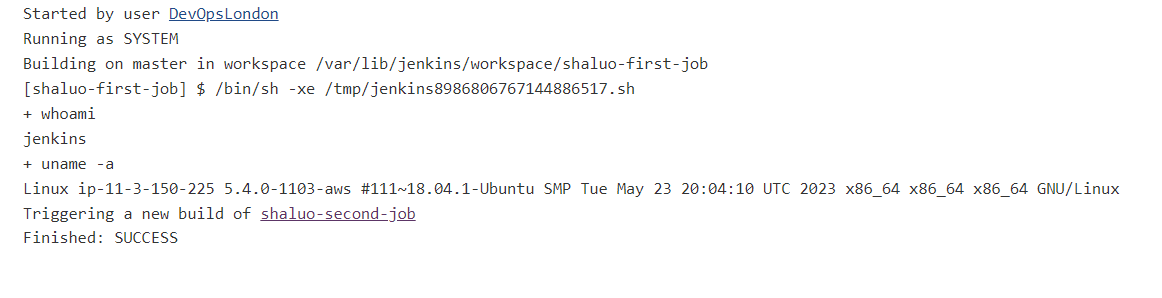 Started by user DevOpsLondon
Running as SYSTEM
Building on master in workspace /var/lib/jenkins/workspace/shaluo-first-job
[shaluo-first-job] $ /bin/sh -xe /tmp/jenkins8986806767144886517.sh
+ whoami
jenkins
+ uname -a
Linux ip-11-3-150-225 5.4.0-1103-aws #111~18.04.1-Ubuntu SMP Tue May 23 20:04:10 UTC 2023 x86_64 x86_64 x86_64 GNU/Linux
Triggering a new build of shaluo-second-job
Finished: SUCCESS